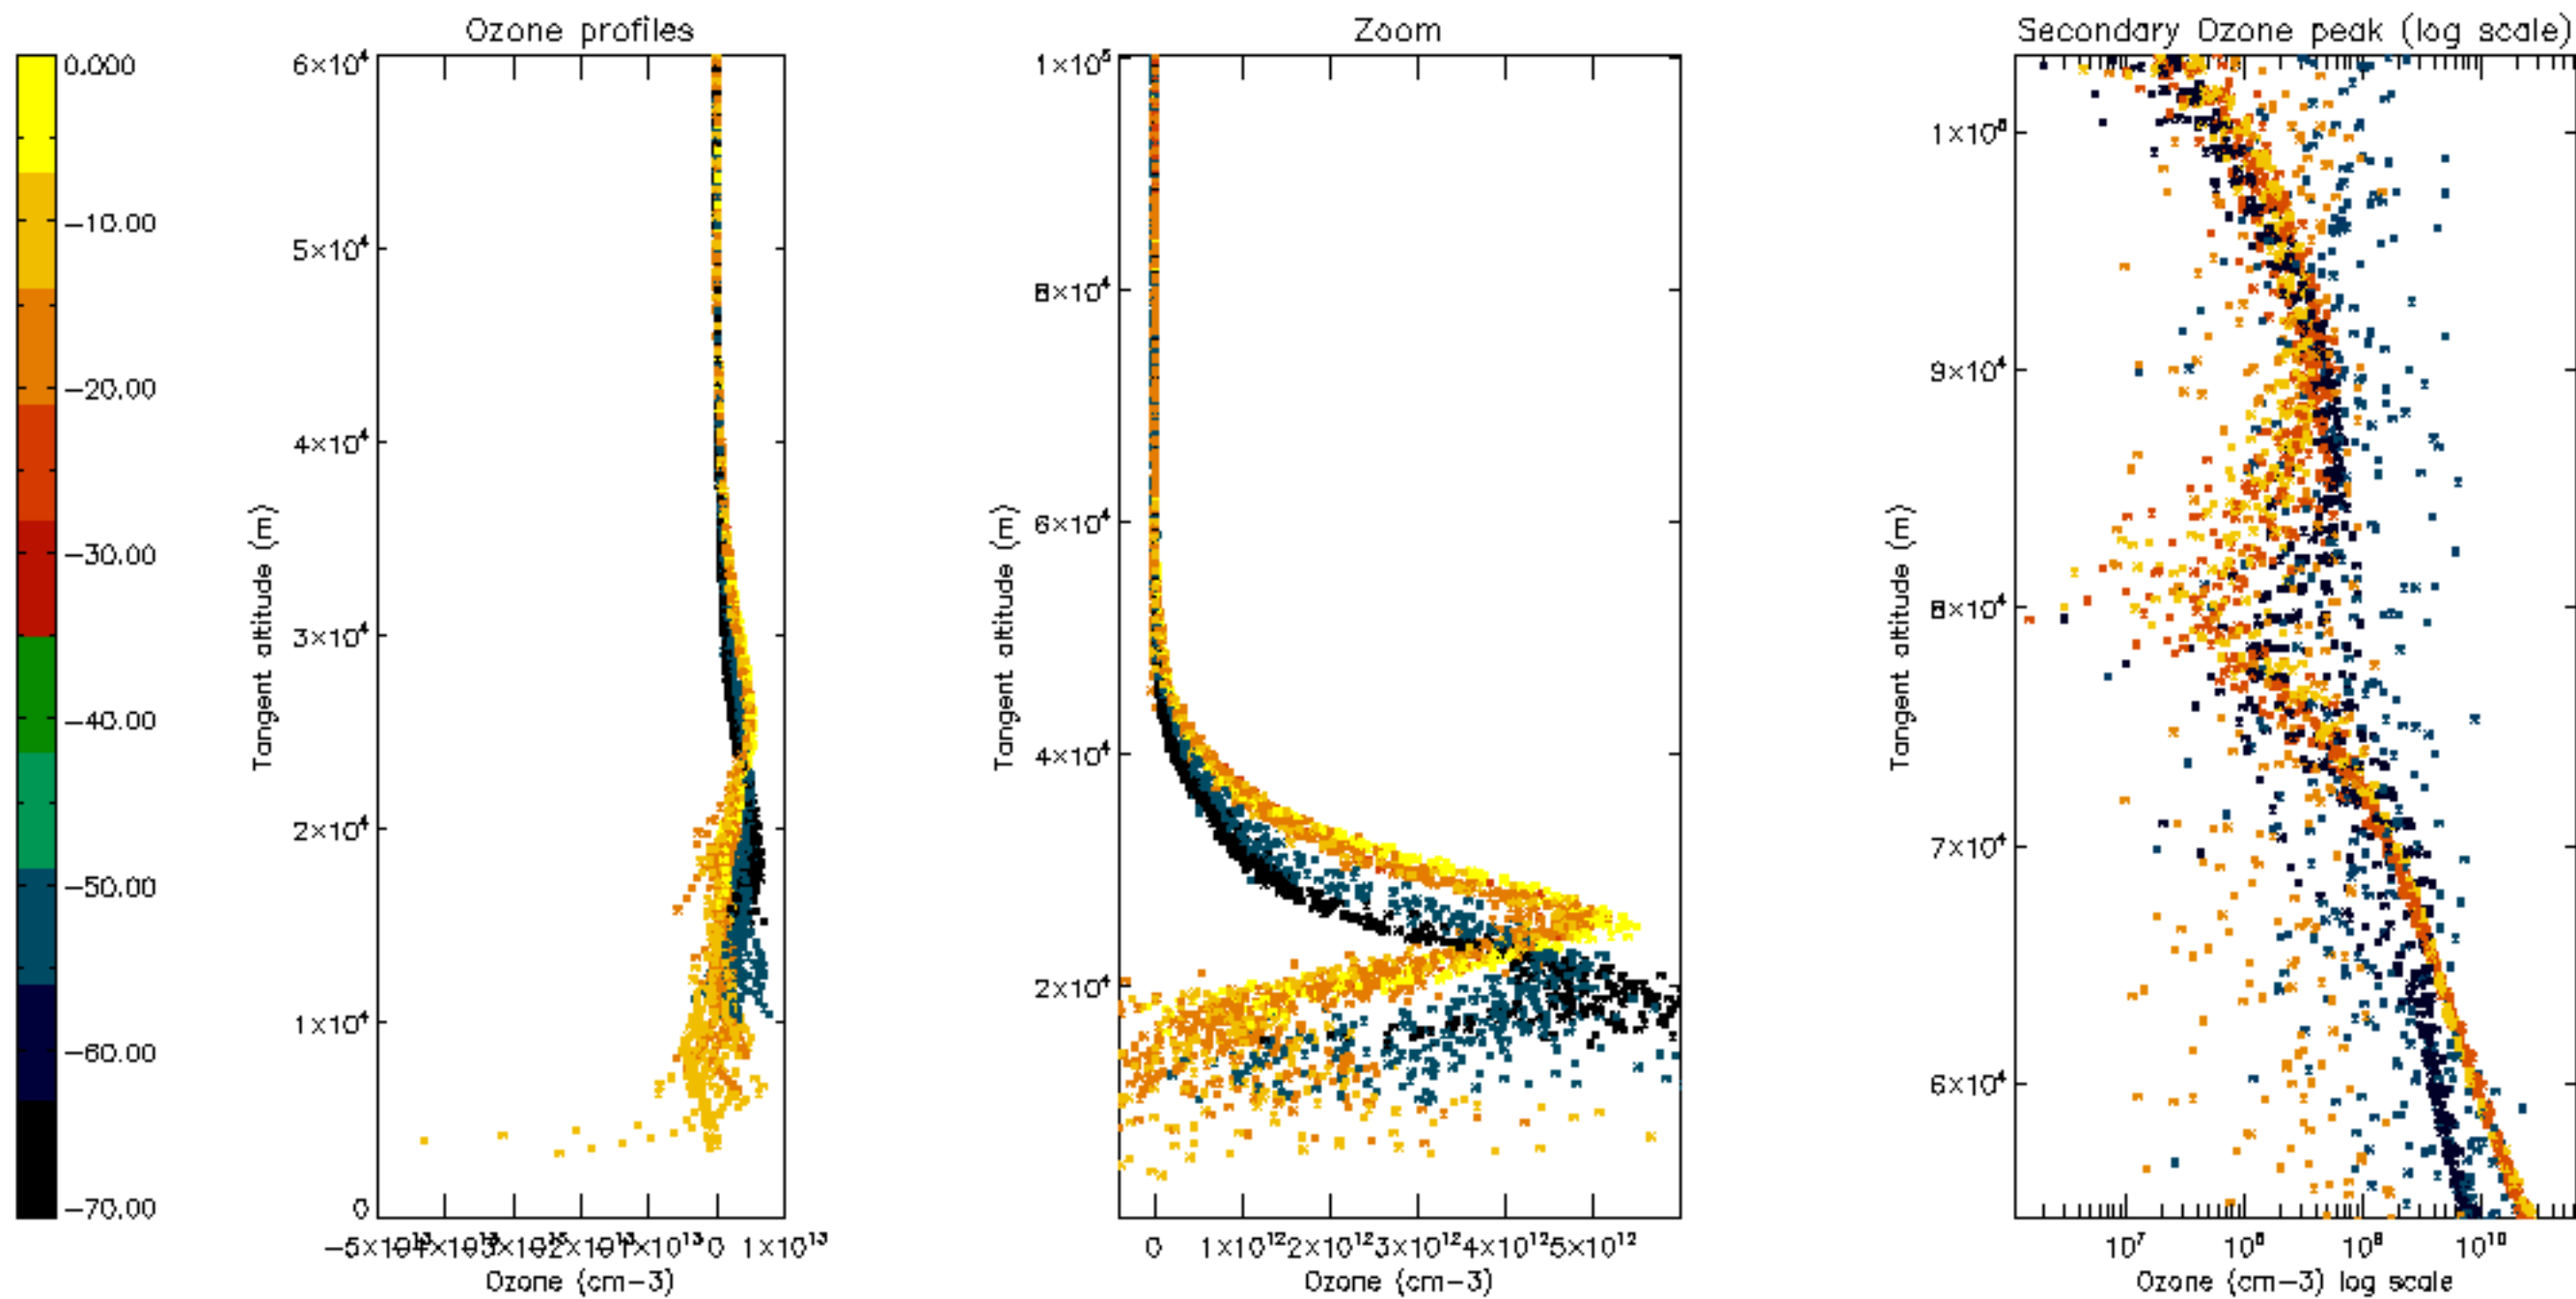 Ozone profiles
Zoom
Secondary Ozone peak (log scale)
0.000
−10.00
−20.00
−30.00
−40.00
−50.00
−60.00
−70.00
6×10⁴
5×10⁴
4×10⁴
3×10⁴
2×10⁴
1×10⁴
0
Tangent altitude (m)
0
1×10¹³
Ozone (cm−3)
1×10⁵
8×10⁴
6×10⁴
4×10⁴
2×10⁴
Tangent altitude (m)
0 1×10¹² 2×10¹² 3×10¹² 4×10¹² 5×10¹²
Ozone (cm−3)
9×10⁴
8×10⁴
7×10⁴
6×10⁴
Tangent altitude (m)
10⁷ 10⁸ 10⁹ 10¹⁰
Ozone (cm−3) log scale